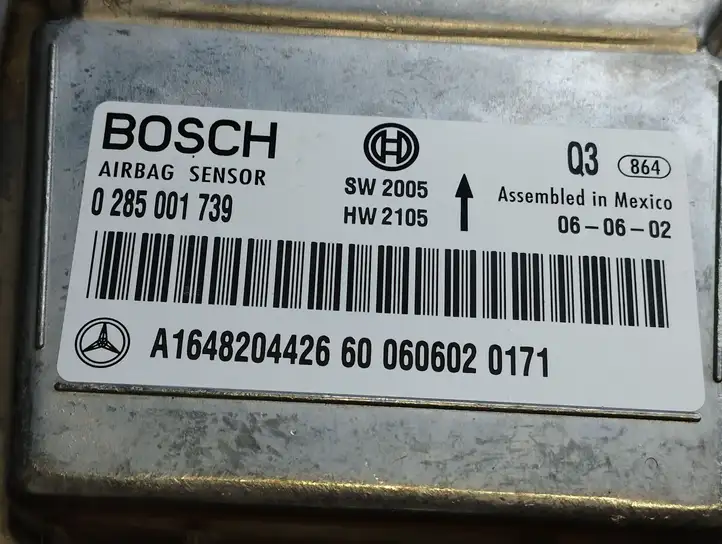 BOSCH
AIRBAG SENSOR
0 285 001 739
H
SW 2005
HW 2105
Q3 864
Assembled in Mexico
06-06-02
A1648204426 60 060602 0171